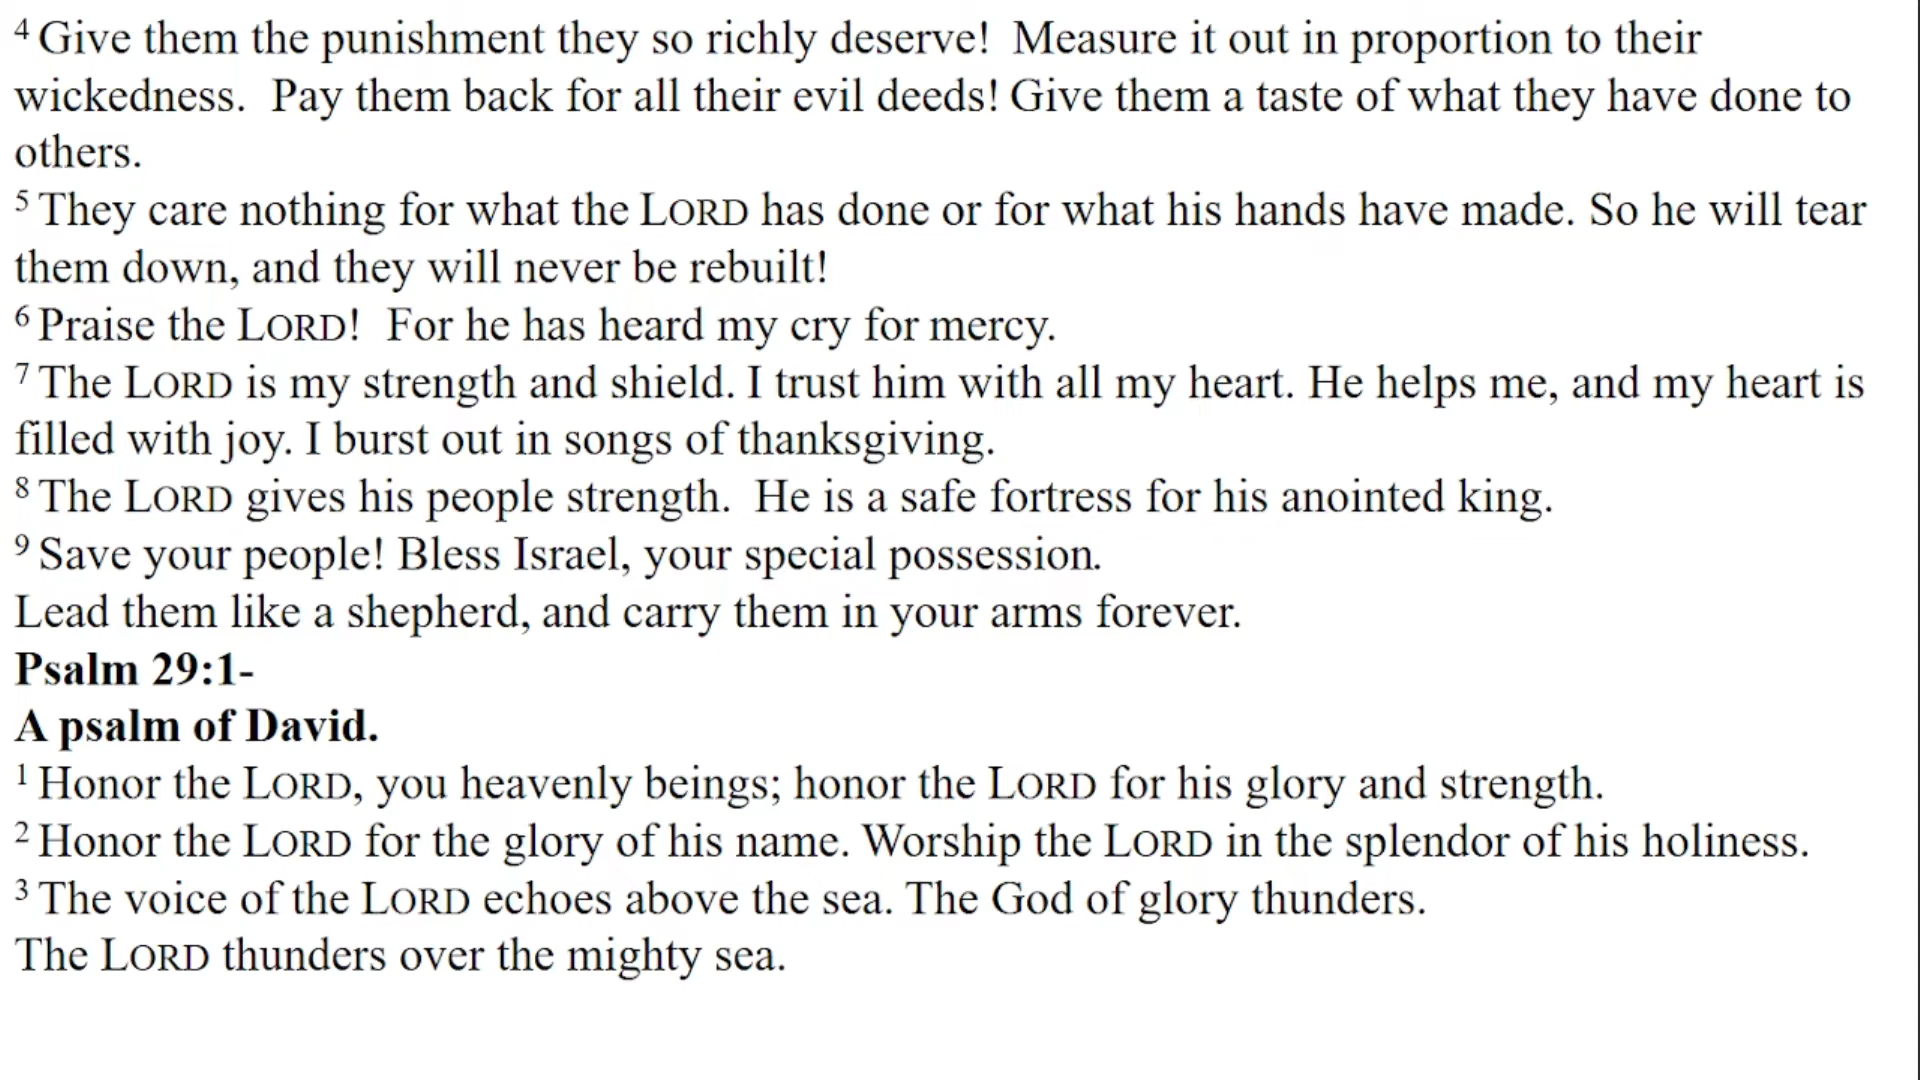 4 Give them the punishment they so richly deserve!  Measure it out in proportion to their
wickedness.  Pay them back for all their evil deeds! Give them a taste of what they have done to
others.
5 They care nothing for what the LORD has done or for what his hands have made. So he will tear
them down, and they will never be rebuilt!
6 Praise the LORD!  For he has heard my cry for mercy.
7 The LORD is my strength and shield. I trust him with all my heart. He helps me, and my heart is
filled with joy. I burst out in songs of thanksgiving.
8 The LORD gives his people strength.  He is a safe fortress for his anointed king.
9 Save your people! Bless Israel, your special possession.
Lead them like a shepherd, and carry them in your arms forever.
Psalm 29:1-
A psalm of David.
1 Honor the LORD, you heavenly beings; honor the LORD for his glory and strength.
2 Honor the LORD for the glory of his name. Worship the LORD in the splendor of his holiness.
3 The voice of the LORD echoes above the sea. The God of glory thunders.
The LORD thunders over the mighty sea.